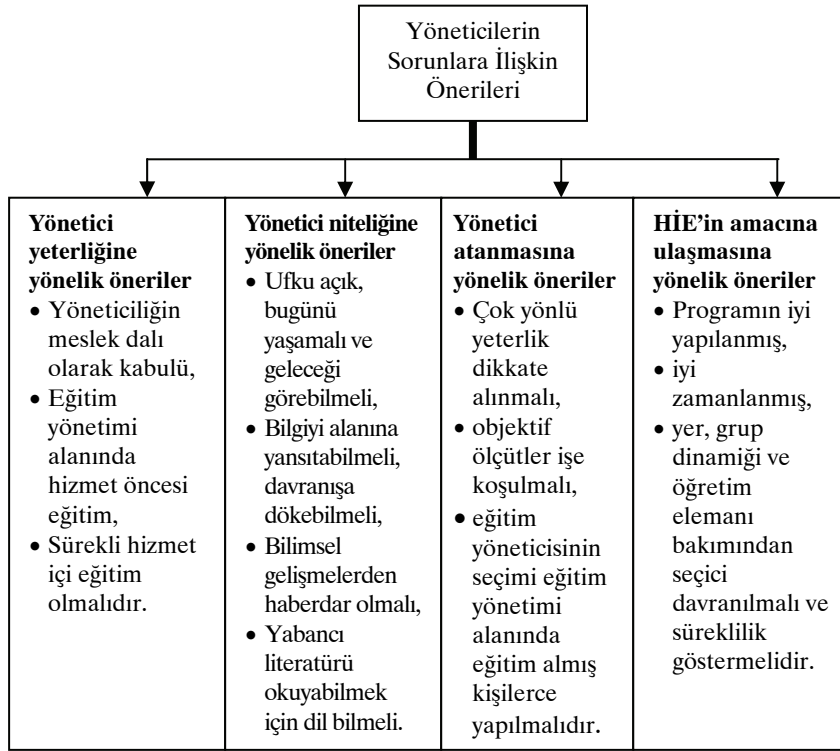 Yöneticilerin
Sorunlara İlişkin
Önerileri
Yönetici
yeterliğine
yönelik öneriler
• Yöneticiliğin
meslek dalı
olarak kabulü,
• Eğitim
yönetimi
alanında
hizmet öncesi
eğitim,
• Sürekli hizmet
içi eğitim
olmalıdır.
Yönetici niteliğine
yönelik öneriler
• Ufku açık,
bugünü
yaşamalı ve
geleceği
görebilmeli,
• Bilgiyi alanına
yansıtabilmeli,
davranışa
dökebilmeli,
• Bilimsel
gelişmelerden
haberdar olmalı,
• Yabancı
literatürü
okuyabilmek
için dil bilmeli.
Yönetici
atanmasına
yönelik öneriler
• Çok yönlü
yeterlik
dikkate
alınmalı,
• objektif
ölçütler işe
koşulmalı,
• eğitim
yöneticisinin
seçimi eğitim
yönetimi
alanında
eğitim almış
kişilerce
yapılmalıdır.
HİE’in amacına
ulaşmasına
yönelik öneriler
• Programın iyi
yapılanmış,
• iyi
zamanlanmış,
• yer, grup
dinamiği ve
öğretim
elemanı
bakımından
seçici
davranılmalı ve
süreklilik
göstermelidir.